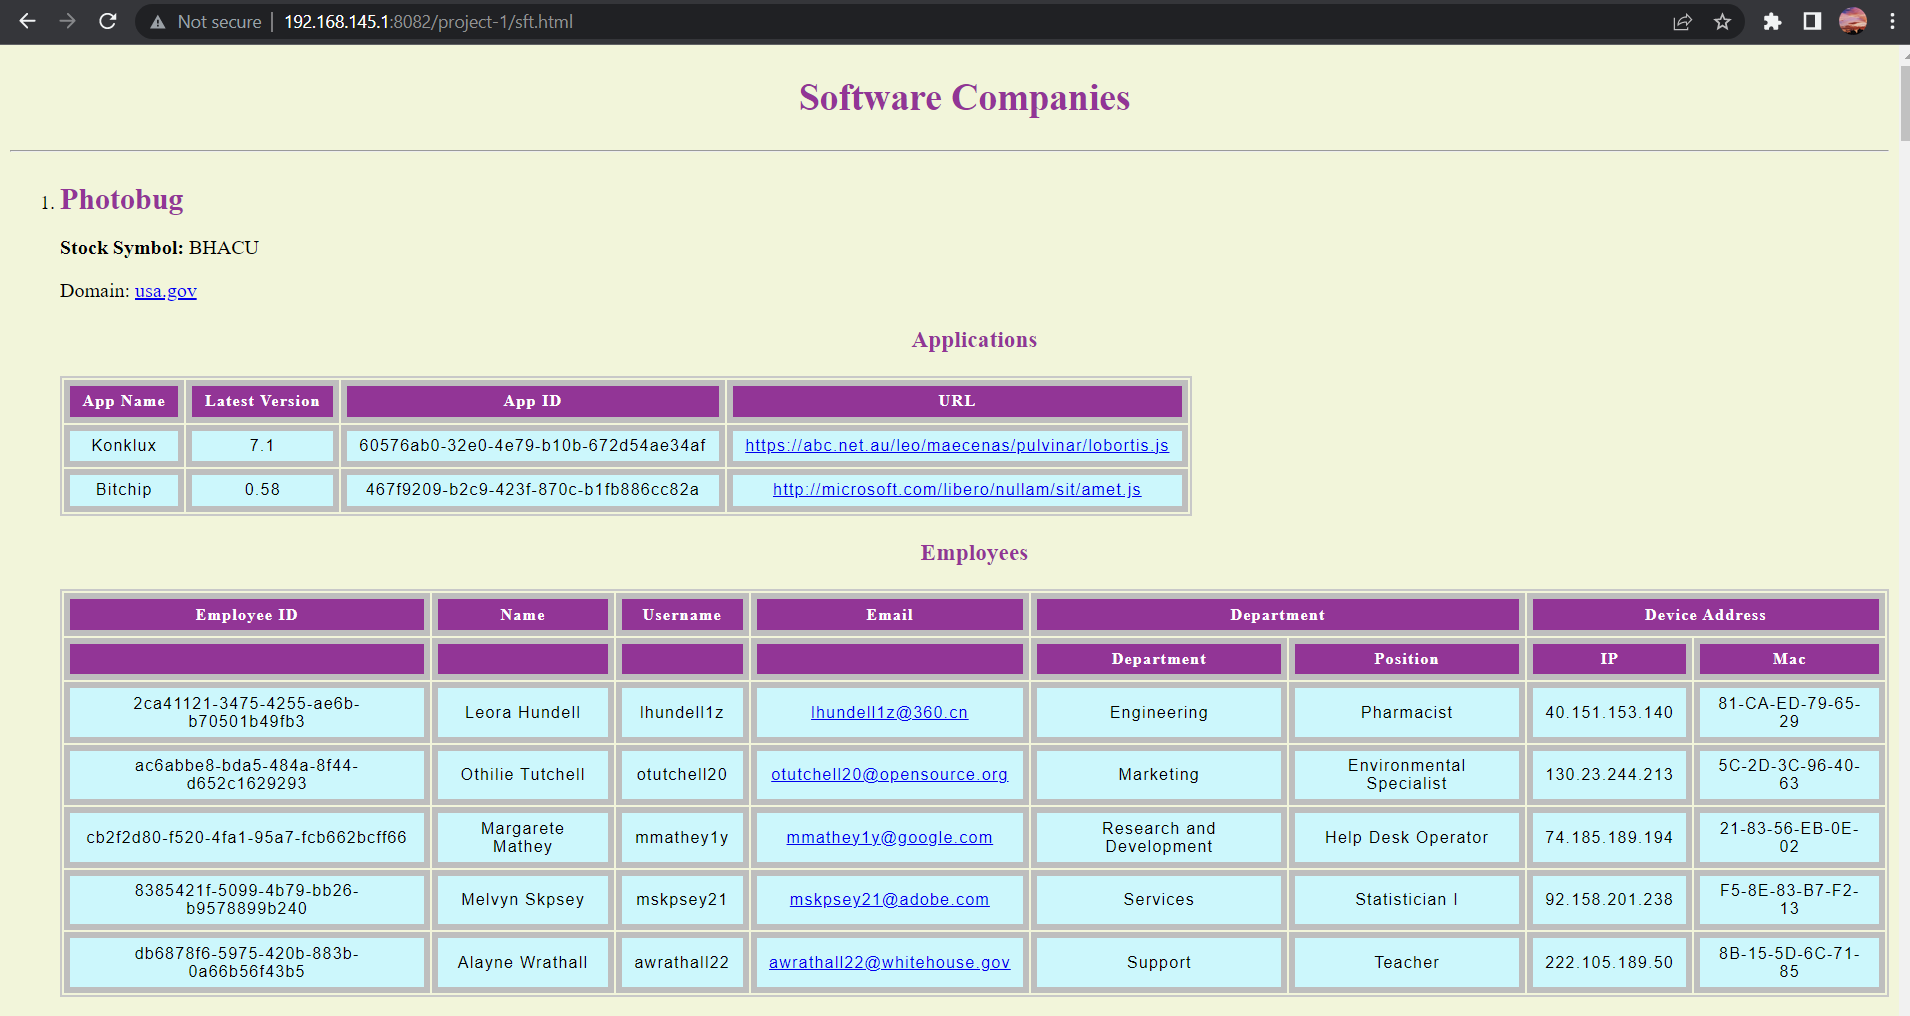 Not secure | 192.168.145.1:8082/project-1/sft.html
Software Companies
1. Photobug
Stock Symbol: BHACU
Domain: usa.gov
Applications
App Name Latest Version App ID URL
Konklux 7.1 60576ab0-32e0-4e79-b10b-672d54ae34af https://abc.net.au/leo/maecenas/pulvinar/lobortis.js
Bitchip 0.58 467f9209-b2c9-423f-870c-b1fb886cc82a http://microsoft.com/libero/nullam/sit/amet.js
Employees
Employee ID Name Username Email Department Device Address
Department Position IP Mac
2ca41121-3475-4255-ae6b-
b70501b49fb3
Leora Hundell
lhundell1z
lhundell1z@360.cn
Engineering
Pharmacist
40.151.153.140
81-CA-ED-79-65-
29
ac6abbe8-bda5-484a-8f44-
d652c1629293
Othilie Tutchell
otutchell20
otutchell20@opensource.org
Marketing
Environmental
Specialist
130.23.244.213
5C-2D-3C-96-40-
63
cb2f2d80-f520-4fa1-95a7-fcb662bcff66
Margarete
Mathey
mmathey1y
mmathey1y@google.com
Research and
Development
Help Desk Operator
74.185.189.194
21-83-56-EB-0E-
02
8385421f-5099-4b79-bb26-
b9578899b240
Melvyn Skpsey
mskpsey21
mskpsey21@adobe.com
Services
Statistician I
92.158.201.238
F5-8E-83-B7-F2-
13
db6878f6-5975-420b-883b-
0a66b56f43b5
Alayne Wrathall
awrathall22
awrathall22@whitehouse.gov
Support
Teacher
222.105.189.50
8B-15-5D-6C-71-
85